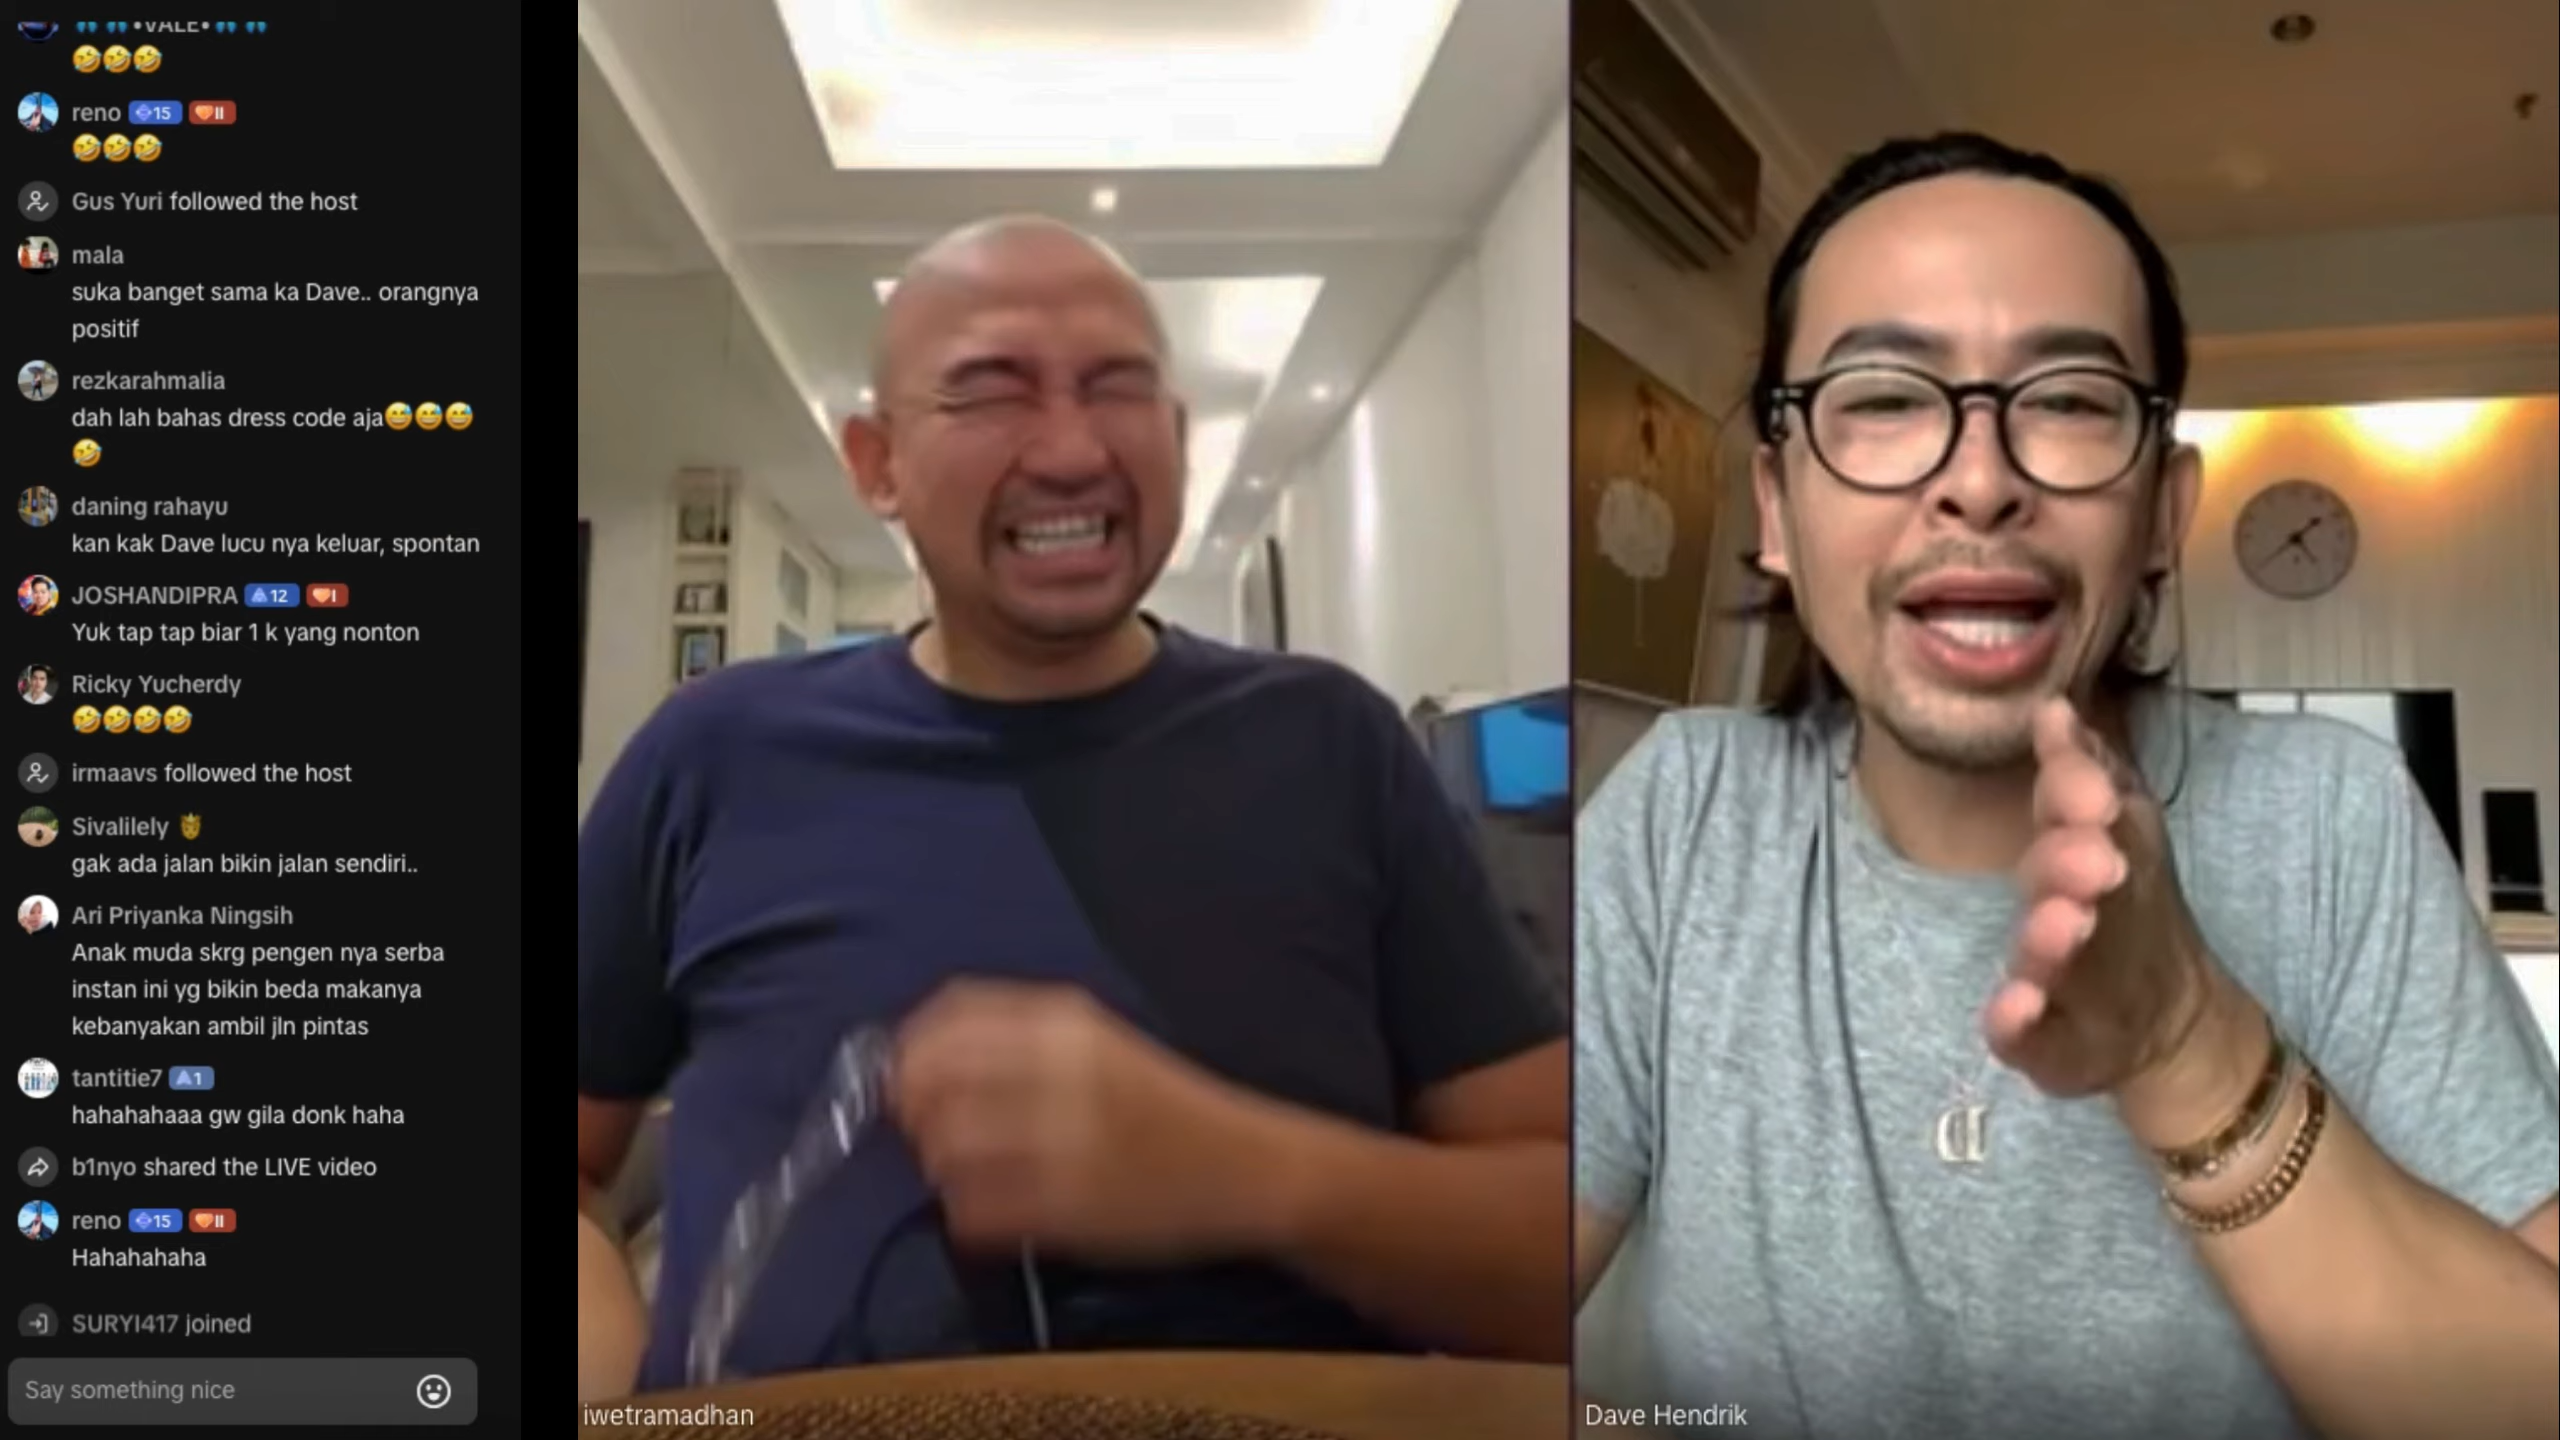 •VALE•
🤣🤣🤣
reno 15 II
🤣🤣🤣
Gus Yuri followed the host
mala
suka banget sama ka Dave.. orangnya
positif
rezkarahmalia
dah lah bahas dress code aja😅😅😅
🤣
daning rahayu
kan kak Dave lucu nya keluar, spontan
JOSHANDIPRA 12 I
Yuk tap tap biar 1 k yang nonton
Ricky Yucherdy
🤣🤣🤣🤣
irmaavs followed the host
Sivalilely
gak ada jalan bikin jalan sendiri..
Ari Priyanka Ningsih
Anak muda skrg pengen nya serba
instan ini yg bikin beda makanya
kebanyakan ambil jln pintas
tantitie7 1
hahahahaaa gw gila donk haha
b1nyo shared the LIVE video
reno 15 II
Hahahahaha
SURYI417 joined
Say something nice
iwetramadhan
Dave Hendrik